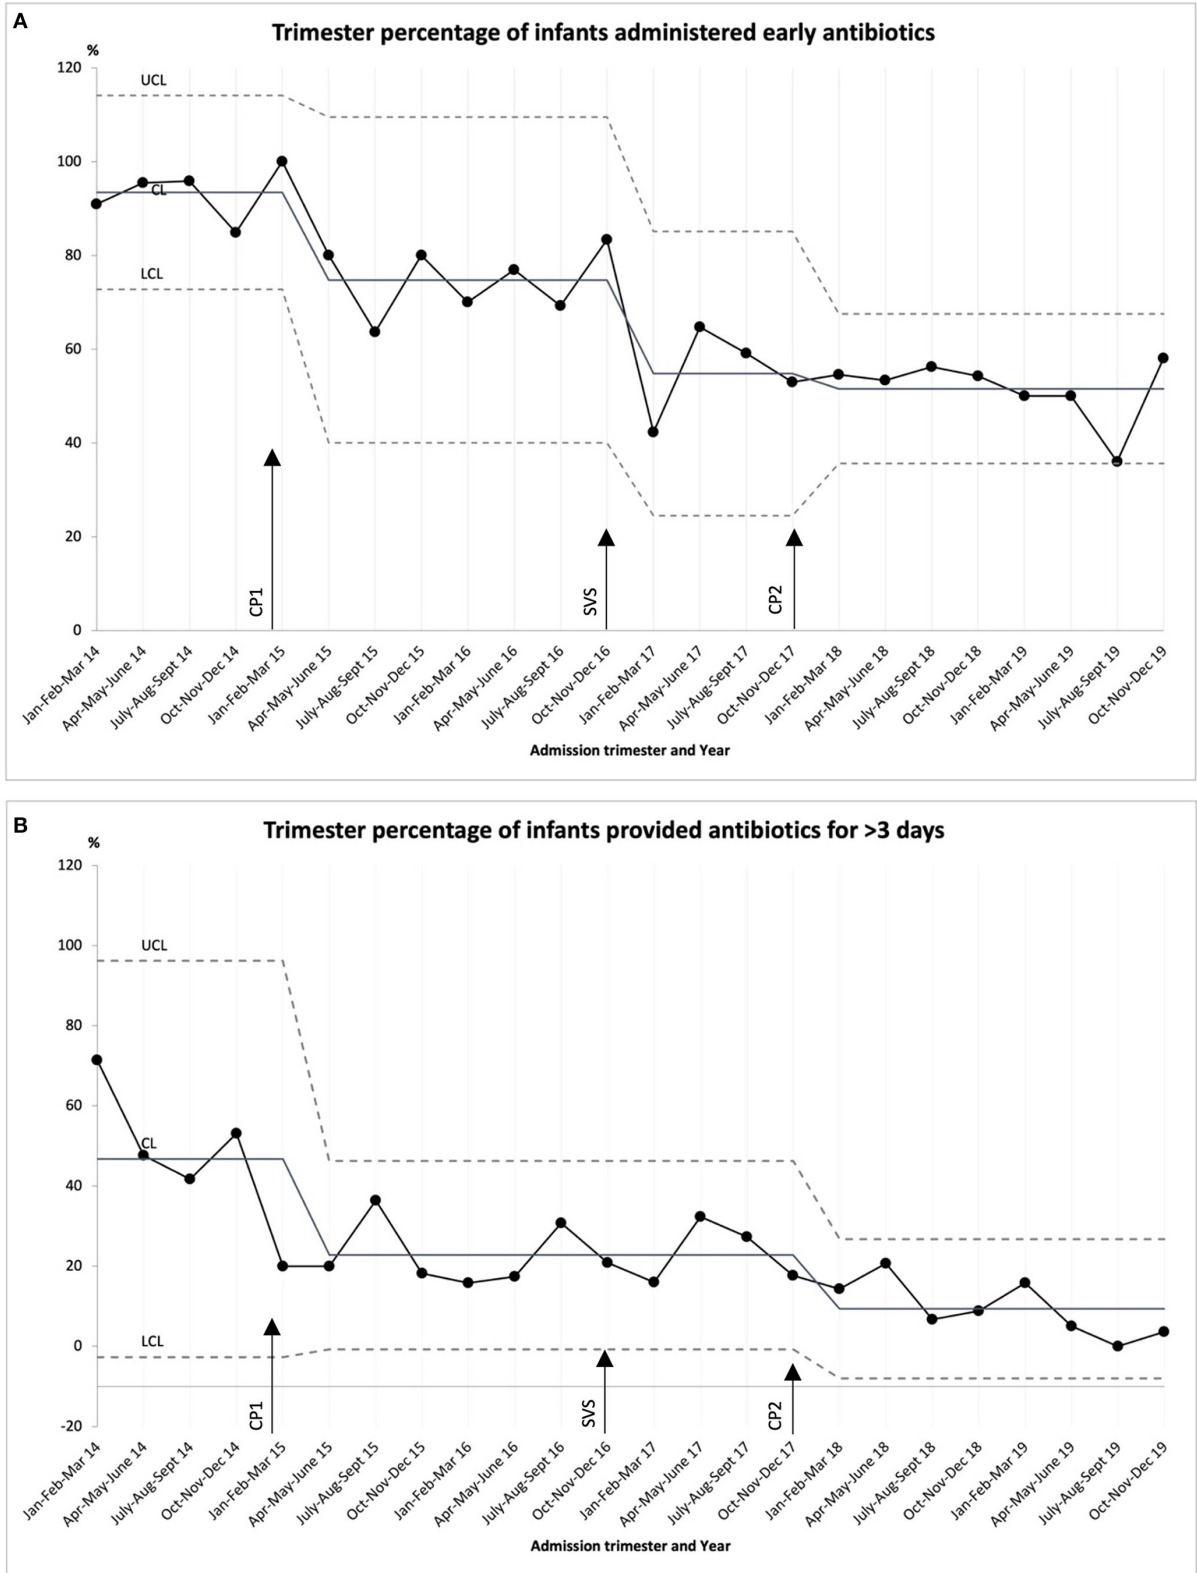 A
Trimester percentage of infants administered early antibiotics
%
120
UCL
100
CL
80
LCL
60
40
20
CP1
SVS
CP2
0
Jan-Feb-Mar 14
Apr-May-June 14
July-Aug-Sept 14
Oct-Nov-Dec 14
Jan-Feb-Mar 15
Apr-May-June 15
July-Aug-Sept 15
Oct-Nov-Dec 15
Jan-Feb-Mar 16
Apr-May-June 16
July-Aug-Sept 16
Oct-Nov-Dec 16
Jan-Feb-Mar 17
Apr-May-June 17
July-Aug-Sept 17
Oct-Nov-Dec 17
Jan-Feb-Mar 18
Apr-May-June 18
July-Aug-Sept 18
Oct-Nov-Dec 18
Jan-Feb-Mar 19
Apr-May-June 19
July-Aug-Sept 19
Oct-Nov-Dec 19
Admission trimester and Year
B
Trimester percentage of infants provided antibiotics for >3 days
%
120
100
UCL
80
60
CL
40
20
0
LCL
CP1
SVS
CP2
-20
Jan-Feb-Mar 14
Apr-May-June 14
July-Aug-Sept 14
Oct-Nov-Dec 14
Jan-Feb-Mar 15
Apr-May-June 15
July-Aug-Sept 15
Oct-Nov-Dec 15
Jan-Feb-Mar 16
Apr-May-June 16
July-Aug-Sept 16
Oct-Nov-Dec 16
Jan-Feb-Mar 17
Apr-May-June 17
July-Aug-Sept 17
Oct-Nov-Dec 17
Jan-Feb-Mar 18
Apr-May-June 18
July-Aug-Sept 18
Oct-Nov-Dec 18
Jan-Feb-Mar 19
Apr-May-June 19
July-Aug-Sept 19
Oct-Nov-Dec 19
Admission trimester and Year